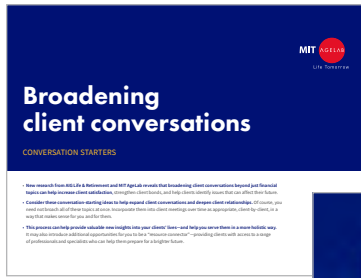 MIT AGELAB
Life Tomorrow
Broadening
client conversations
CONVERSATION STARTERS
• New research from AIG Life & Retirement and MIT AgeLab reveals that broadening client conversations beyond just financial
topics can help increase client satisfaction, strengthen client bonds, and help clients identify issues that can affect their future.
• Consider these conversation-starting ideas to help expand client conversations and deepen client relationships. Of course, you
need not broach all of these topics at once. Incorporate them into client meetings over time as appropriate, client-by-client, in a
way that makes sense for you and for them.
• This process can help provide valuable new insights into your clients' lives—and help you serve them in a more holistic way.
It may also introduce additional opportunities for you to be a "resource connector"—providing clients with access to a range
of professionals and specialists who can help them prepare for a brighter future.